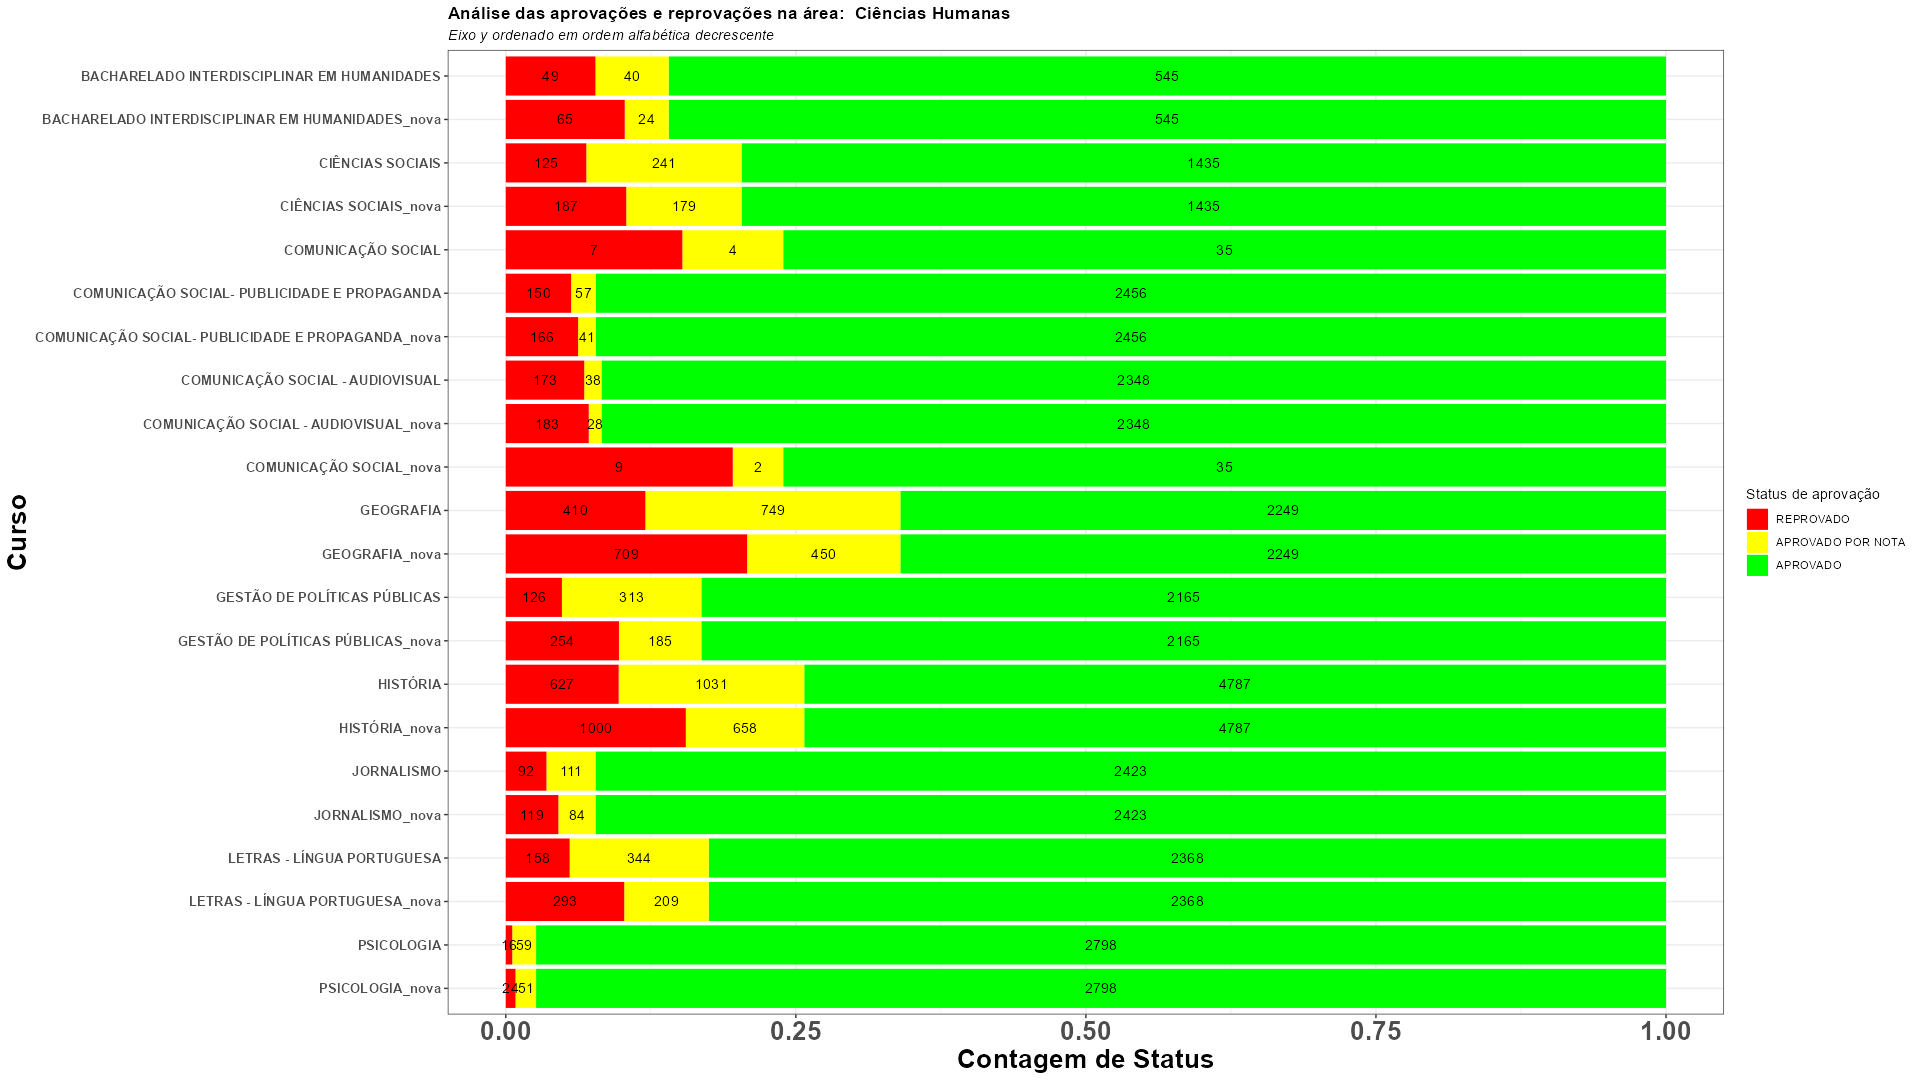 Análise das aprovações e reprovações na área:  Ciências Humanas
Eixo y ordenado em ordem alfabética decrescente
BACHARELADO INTERDISCIPLINAR EM HUMANIDADES 49 40 545
BACHARELADO INTERDISCIPLINAR EM HUMANIDADES_nova 65 24 545
CIÊNCIAS SOCIAIS 125 241 1435
CIÊNCIAS SOCIAIS_nova 187 179 1435
COMUNICAÇÃO SOCIAL 7 4 35
COMUNICAÇÃO SOCIAL- PUBLICIDADE E PROPAGANDA 150 57 2456
COMUNICAÇÃO SOCIAL- PUBLICIDADE E PROPAGANDA_nova 166 41 2456
COMUNICAÇÃO SOCIAL - AUDIOVISUAL 173 38 2348
COMUNICAÇÃO SOCIAL - AUDIOVISUAL_nova 183 28 2348
COMUNICAÇÃO SOCIAL_nova 9 2 35
GEOGRAFIA 410 749 2249
GEOGRAFIA_nova 709 450 2249
GESTÃO DE POLÍTICAS PÚBLICAS 126 313 2165
GESTÃO DE POLÍTICAS PÚBLICAS_nova 254 185 2165
HISTÓRIA 627 1031 4787
HISTÓRIA_nova 1000 658 4787
JORNALISMO 92 111 2423
JORNALISMO_nova 119 84 2423
LETRAS - LÍNGUA PORTUGUESA 158 344 2368
LETRAS - LÍNGUA PORTUGUESA_nova 293 209 2368
PSICOLOGIA 16 59 2798
PSICOLOGIA_nova 24 51 2798
0.00 0.25 0.50 0.75 1.00
Contagem de Status
Curso
Status de aprovação
REPROVADO
APROVADO POR NOTA
APROVADO